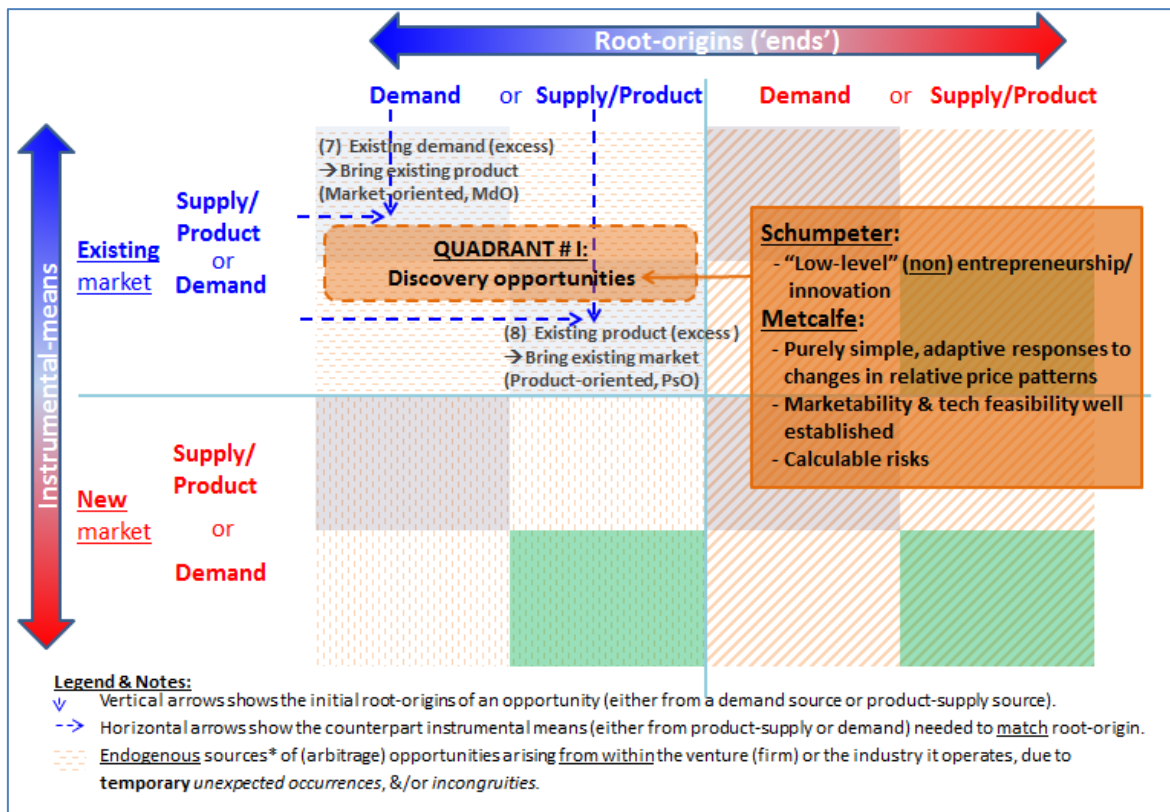 Root-origins ('ends')
Demand or Supply/Product Demand or Supply/Product
(7) Existing demand (excess)
→ Bring existing product
(Market-oriented, MdO)
Instrumental-means
Existing
market
Supply/
Product
or
Demand
QUADRANT # I:
Discovery opportunities
(8) Existing product (excess )
→ Bring existing market
(Product-oriented, PsO)
Schumpeter:
- "Low-level" (non) entrepreneurship/
innovation
Metcalfe:
- Purely simple, adaptive responses to
changes in relative price patterns
- Marketability & tech feasibility well
established
- Calculable risks
New
market
Supply/
Product
or
Demand
Legend & Notes:
Vertical arrows shows the initial root-origins of an opportunity (either from a demand source or product-supply source).
Horizontal arrows show the counterpart instrumental means (either from product-supply or demand) needed to match root-origin.
Endogenous sources* of (arbitrage) opportunities arising from within the venture (firm) or the industry it operates, due to
temporary unexpected occurrences, &/or incongruities.